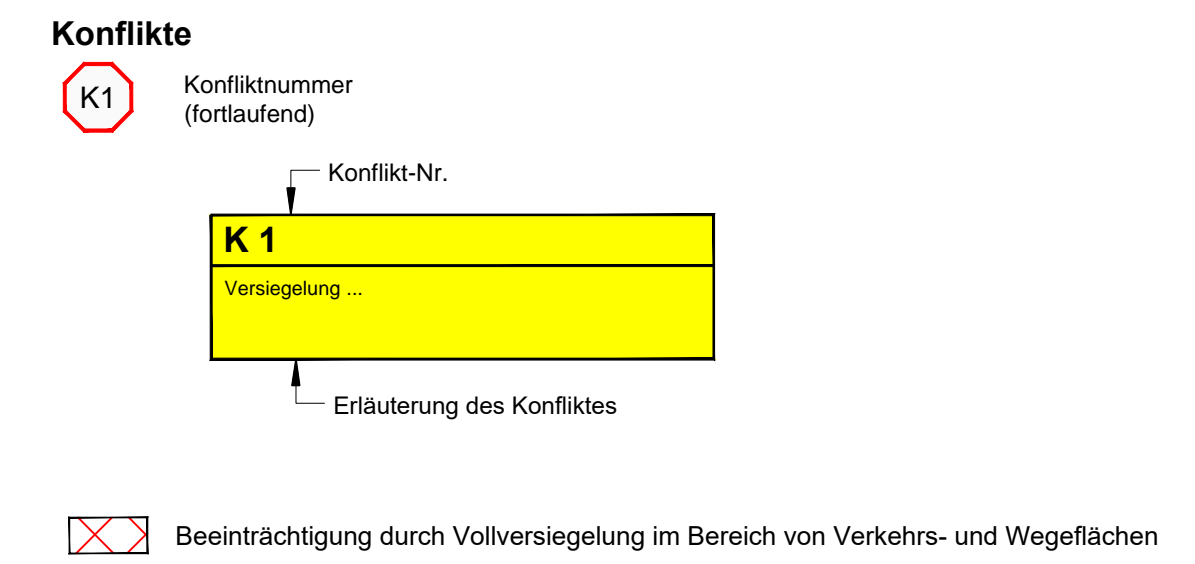 Konflikte
K1
Konfliktnummer
(fortlaufend)
Konflikt-Nr.
K 1
Versiegelung ...
Erläuterung des Konfliktes
Beeinträchtigung durch Vollversiegelung im Bereich von Verkehrs- und Wegeflächen